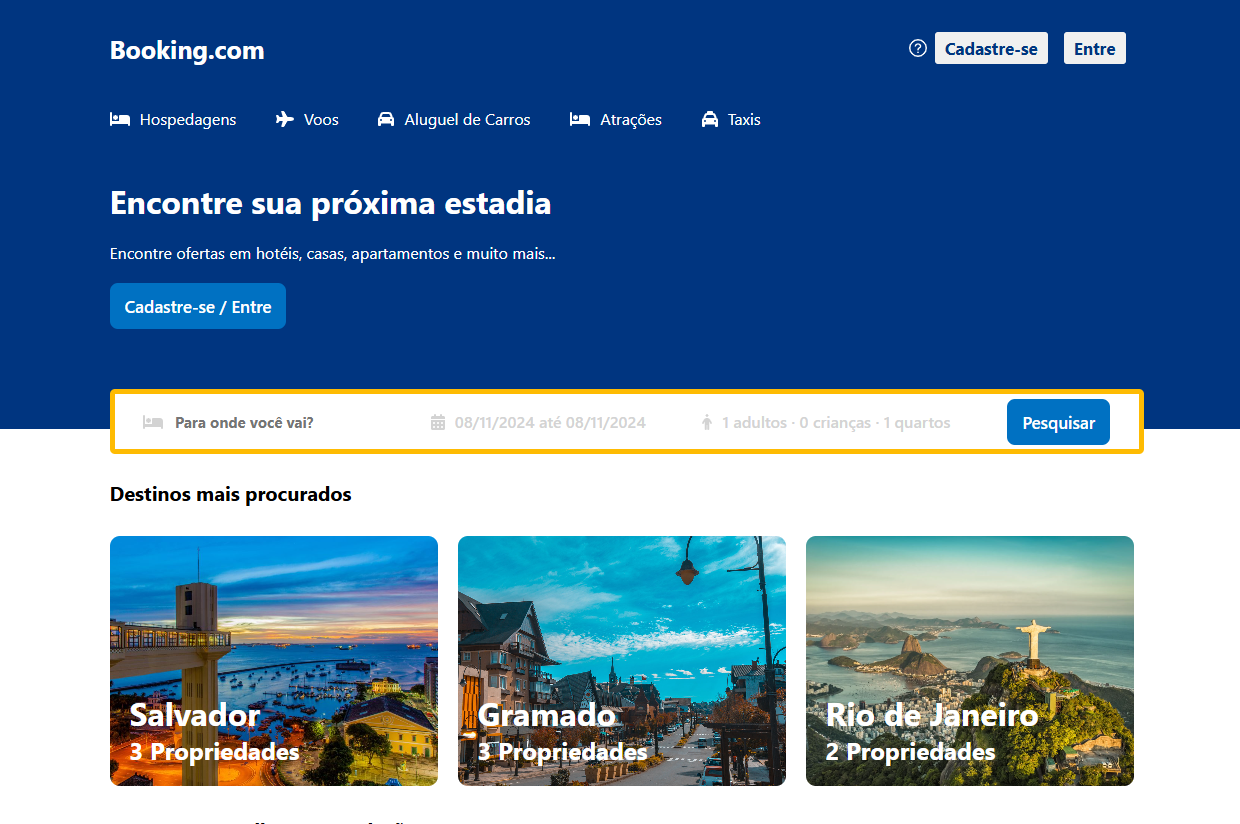 Booking.com
Cadastre-se Entre
Hospedagens Voos Aluguel de Carros Atrações Taxis
Encontre sua próxima estadia
Encontre ofertas em hotéis, casas, apartamentos e muito mais...
Cadastre-se / Entre
Para onde você vai? 08/11/2024 até 08/11/2024 1 adultos · 0 crianças · 1 quartos Pesquisar
Destinos mais procurados
Salvador
3 Propriedades
Gramado
3 Propriedades
Rio de Janeiro
2 Propriedades